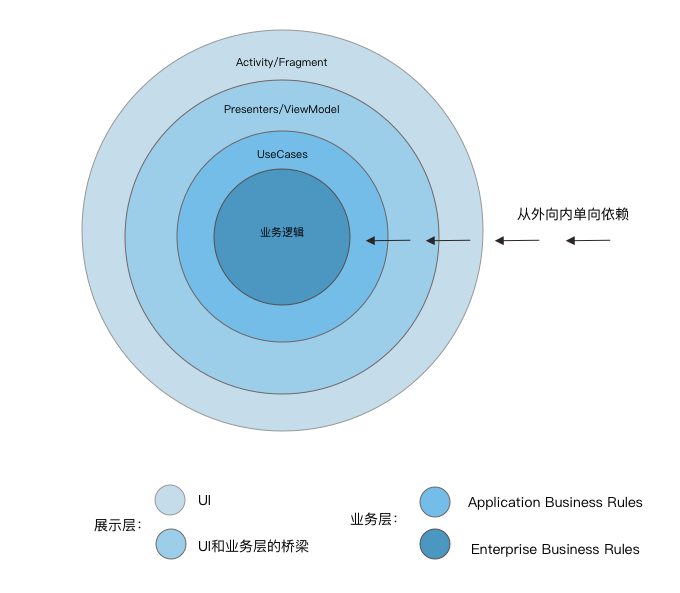 Activity/Fragment
Presenters/ViewModel
UseCases
业务逻辑
从外向内单向依赖
展示层：
UI
UI和业务层的桥梁
业务层：
Application Business Rules
Enterprise Business Rules